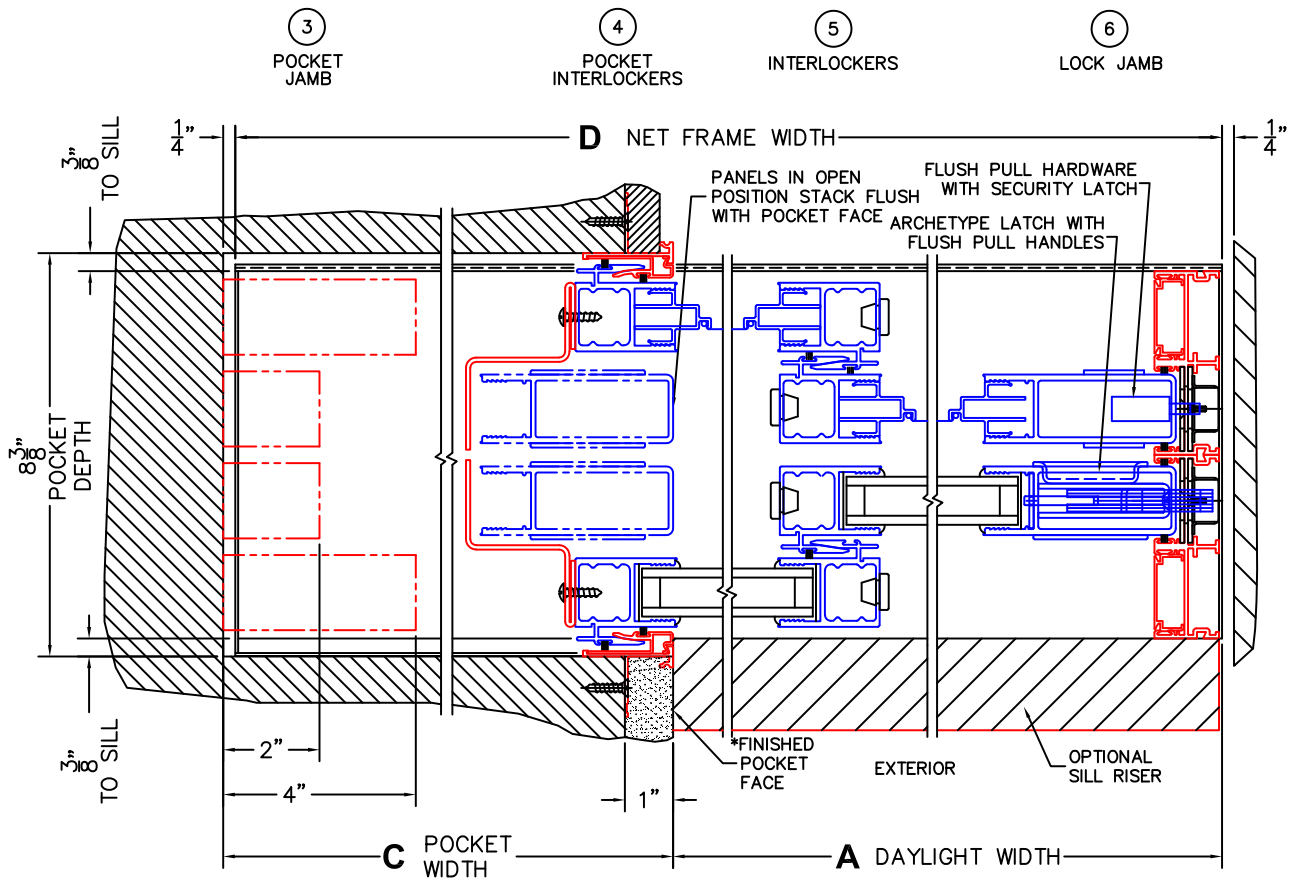 3
POCKET
JAMB
4
POCKET
INTERLOCKERS
5
INTERLOCKERS
6
LOCK JAMB
1/4"
D NET FRAME WIDTH
1/4"
3/8"
TO SILL
PANELS IN OPEN
POSITION STACK FLUSH
WITH POCKET FACE
FLUSH PULL HARDWARE
WITH SECURITY LATCH
ARCHETYPE LATCH WITH
FLUSH PULL HANDLES
8 3/8"
POCKET
DEPTH
3/8"
TO SILL
2"
4"
1"
*FINISHED
POCKET
FACE
EXTERIOR
OPTIONAL
SILL RISER
C POCKET
WIDTH
A DAYLIGHT WIDTH